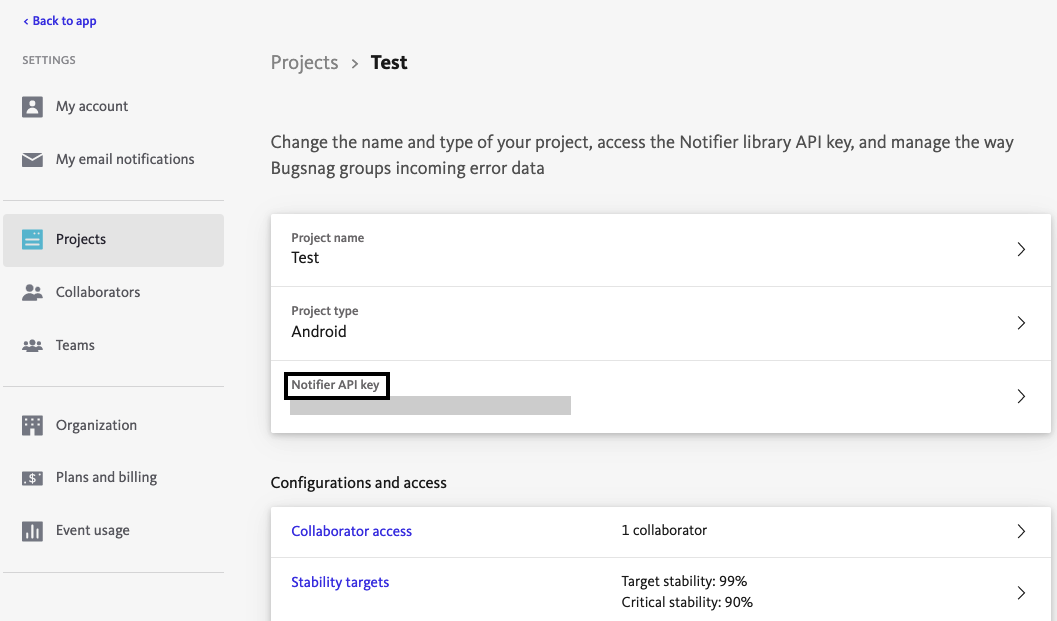 ‹ Back to app
SETTINGS
My account
My email notifications
Projects
Collaborators
Teams
Organization
Plans and billing
Event usage
Projects > Test
Change the name and type of your project, access the Notifier library API key, and manage the way
Bugsnag groups incoming error data
Project name
Test
Project type
Android
Notifier API key
Configurations and access
Collaborator access
1 collaborator
Stability targets
Target stability: 99%
Critical stability: 90%